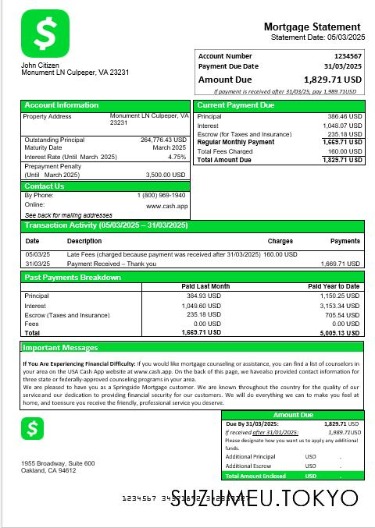 Mortgage Statement
Statement Date: 05/03/2025
Account Number 1234567
Payment Due Date 31/03/2025
Amount Due 1,829.71 USD
If payment is received after 31/03/25, pay 1,989.71USD
John Citizen
Monument LN Culpeper, VA 23231
Account Information
Property Address Monument LN Culpeper, VA
23231
Outstanding Principal 264,776.43 USD
Maturity Date March 2025
Interest Rate (Until March 2025) 4.75%
Prepayment Penalty
(Until March 2025) 3,500.00 USD
Contact Us
By Phone: 1 (800) 969-1940
Online: www.cash.app
See back for mailing addresses
Current Payment Due
Principal 386.46 USD
Interest 1,048.07 USD
Escrow (for Taxes and Insurance) 235.18 USD
Regular Monthly Payment 1,669.71 USD
Total Fees Charged 160.00 USD
Total Amount Due 1,829.71 USD
Transaction Activity (05/03/2025 – 31/03/2025)
Date Description Charges Payments
05/03/25 Late Fees (charged because payment was received after 31/03/2025) 160.00 USD
31/03/25 Payment Received – Thank you 1,669.71 USD
Past Payments Breakdown
Paid Last Month Paid Year to Date
Principal 384.93 USD 1,150.25 USD
Interest 1,049.60 USD 3,153.34 USD
Escrow (Taxes and Insurance) 235.18 USD 705.54 USD
Fees 0.00 USD 0.00 USD
Total 1,669.71 USD 5,009.13 USD
Important Messages
If You Are Experiencing Financial Difficulty: if you would like mortgage counseling or assistance, you can find a list of counselors in
your area on the USA Cash App website at www.cash.app. On the back of this page, we havealso provided contact information for
three state or federally-approved counseling programs in your area.
We are pleased to have you as a Springside Mortgage customer. We are known throughout the country for the quality of our
serviceand our dedication to providing financial security for our customers. We will do everything we can to make you feel at
home, and toensure you receive the friendly, professional service you deserve.
1955 Broadway, Suite 600
Oakland, CA 94612
Amount Due
Due By 31/03/2025: 1,829.71 USD
If received after 31/01/2025: 1,989.71USD
Please designate how you want us to apply any additional
funds.
Additional Principal USD .
Additional Escrow USD .
Total Amount Enclosed USD .
1234567
SUZUMEU.TOKYO